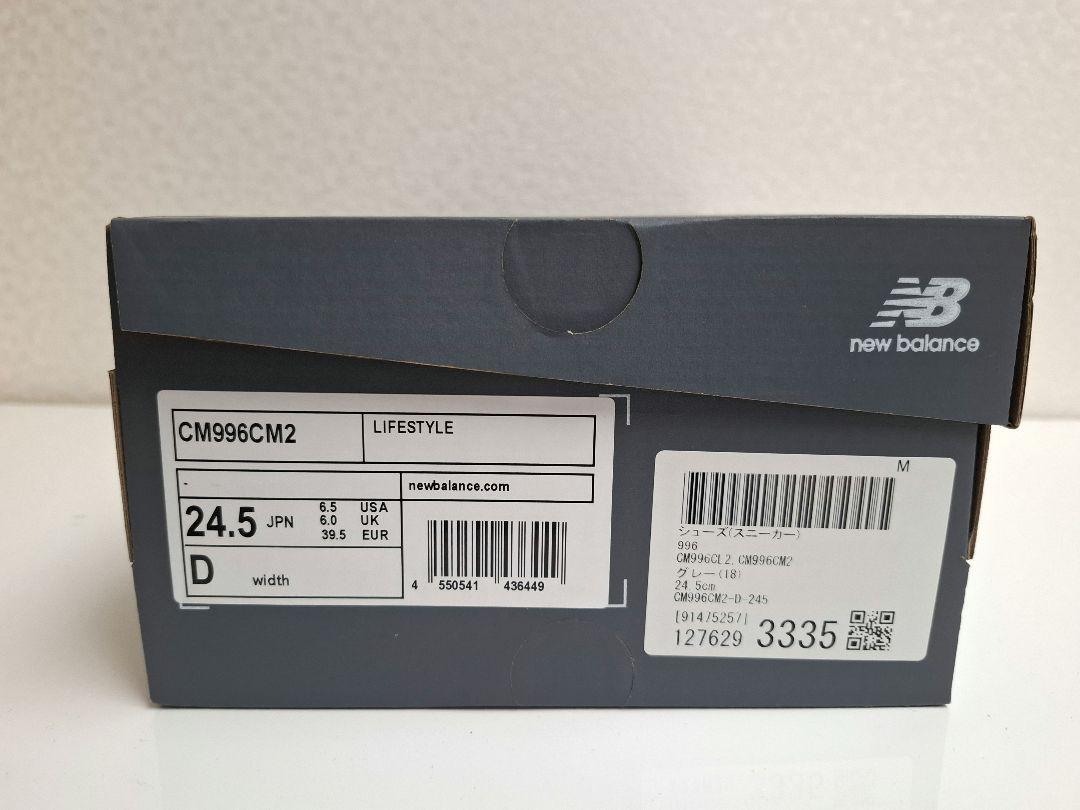 NB
new balance
CM996CM2
LIFESTYLE
-
newbalance.com
24.5 JPN
6.5 USA
6.0 UK
39.5 EUR
D width
4 550541 436449
M
シューズ(スニーカー)
996
CM996CL2,CM996CM2
グレー(18)
24.5cm
CM996CM2-D-245
[91475257]
127629 3335